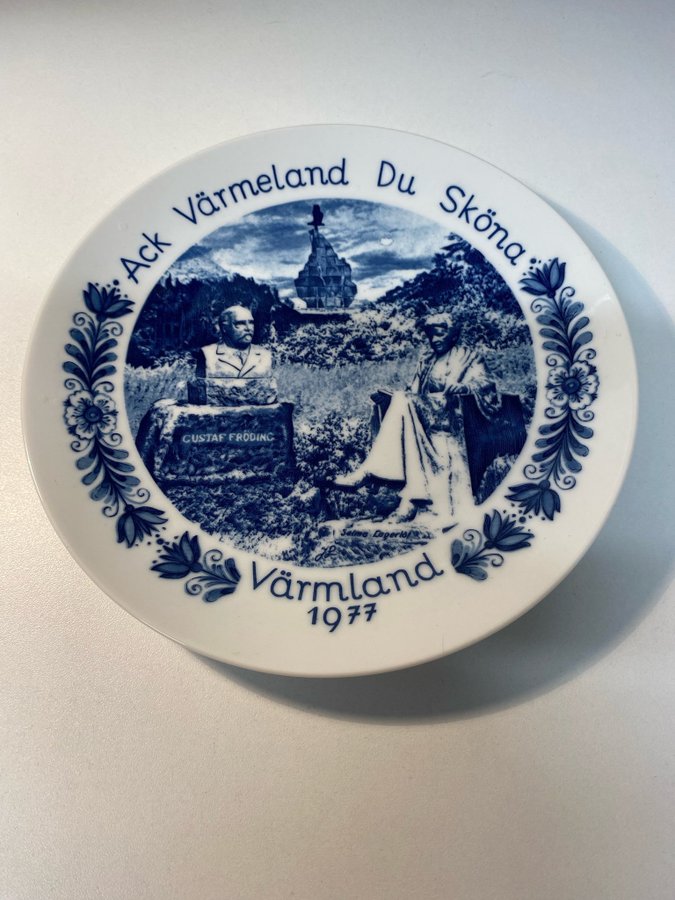 Ack Värmeland Du Sköna
GUSTAF FRÖDING
Selma Lagerlöf
Värmland
1977